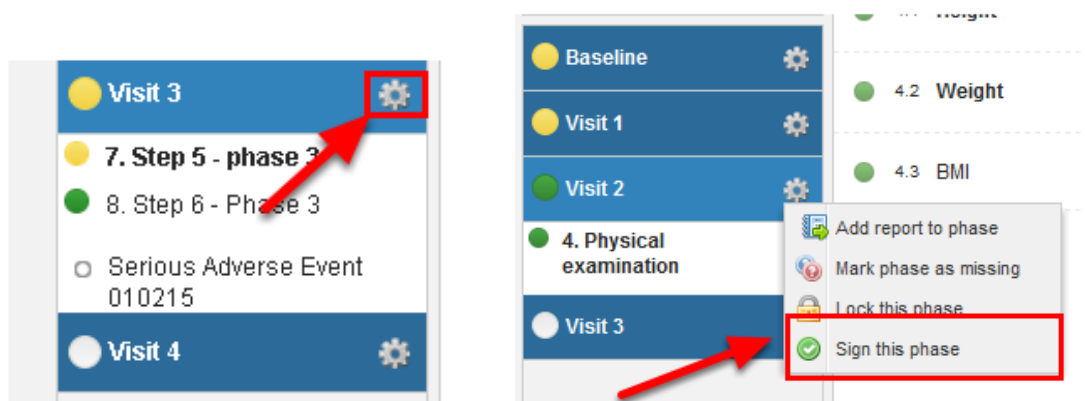 Visit 3
7. Step 5 - phase 3
8. Step 6 - Phase 3
Serious Adverse Event
010215
Visit 4
Baseline
Visit 1
Visit 2
4. Physical
examination
Visit 3
4.2 Weight
4.3 BMI
Add report to phase
Mark phase as missing
Lock this phase
Sign this phase